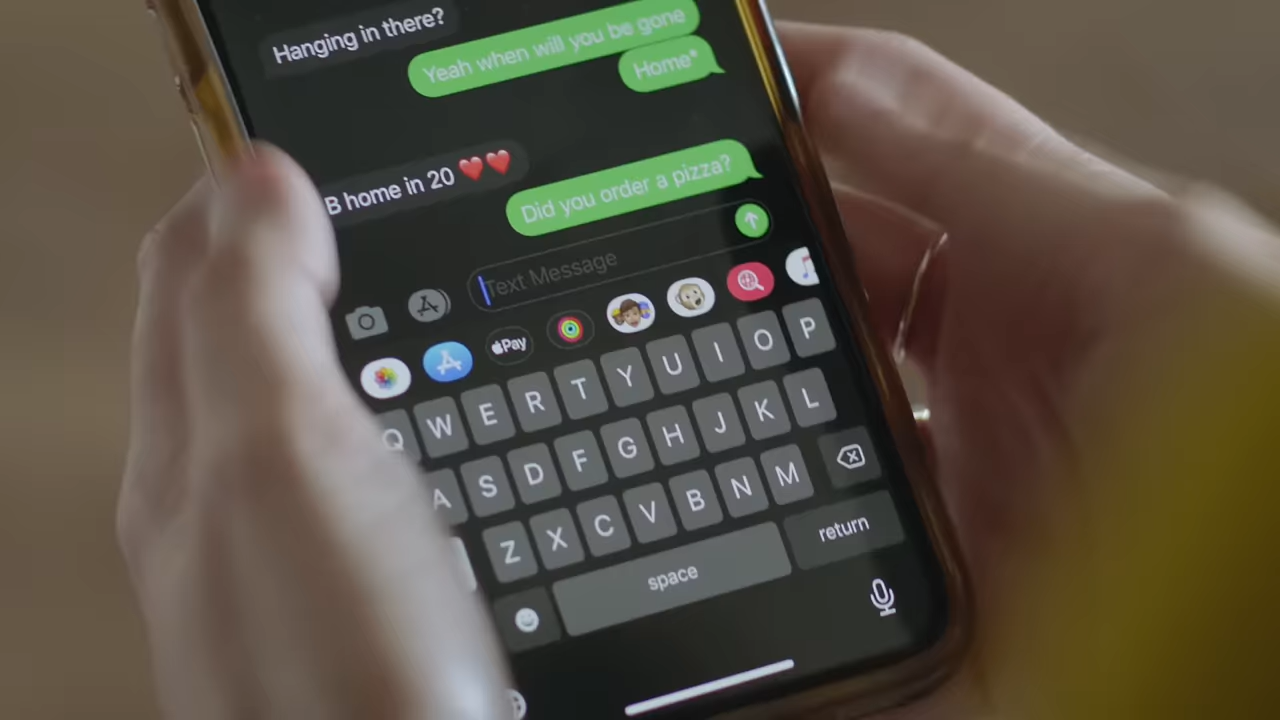 Hanging in there?
Yeah when will you be gone
Home*
B home in 20 ❤️❤️
Did you order a pizza?
Text Message
Pay
Q W E R T Y U I O P
A S D F G H J K L
Z X C V B N M
space
return